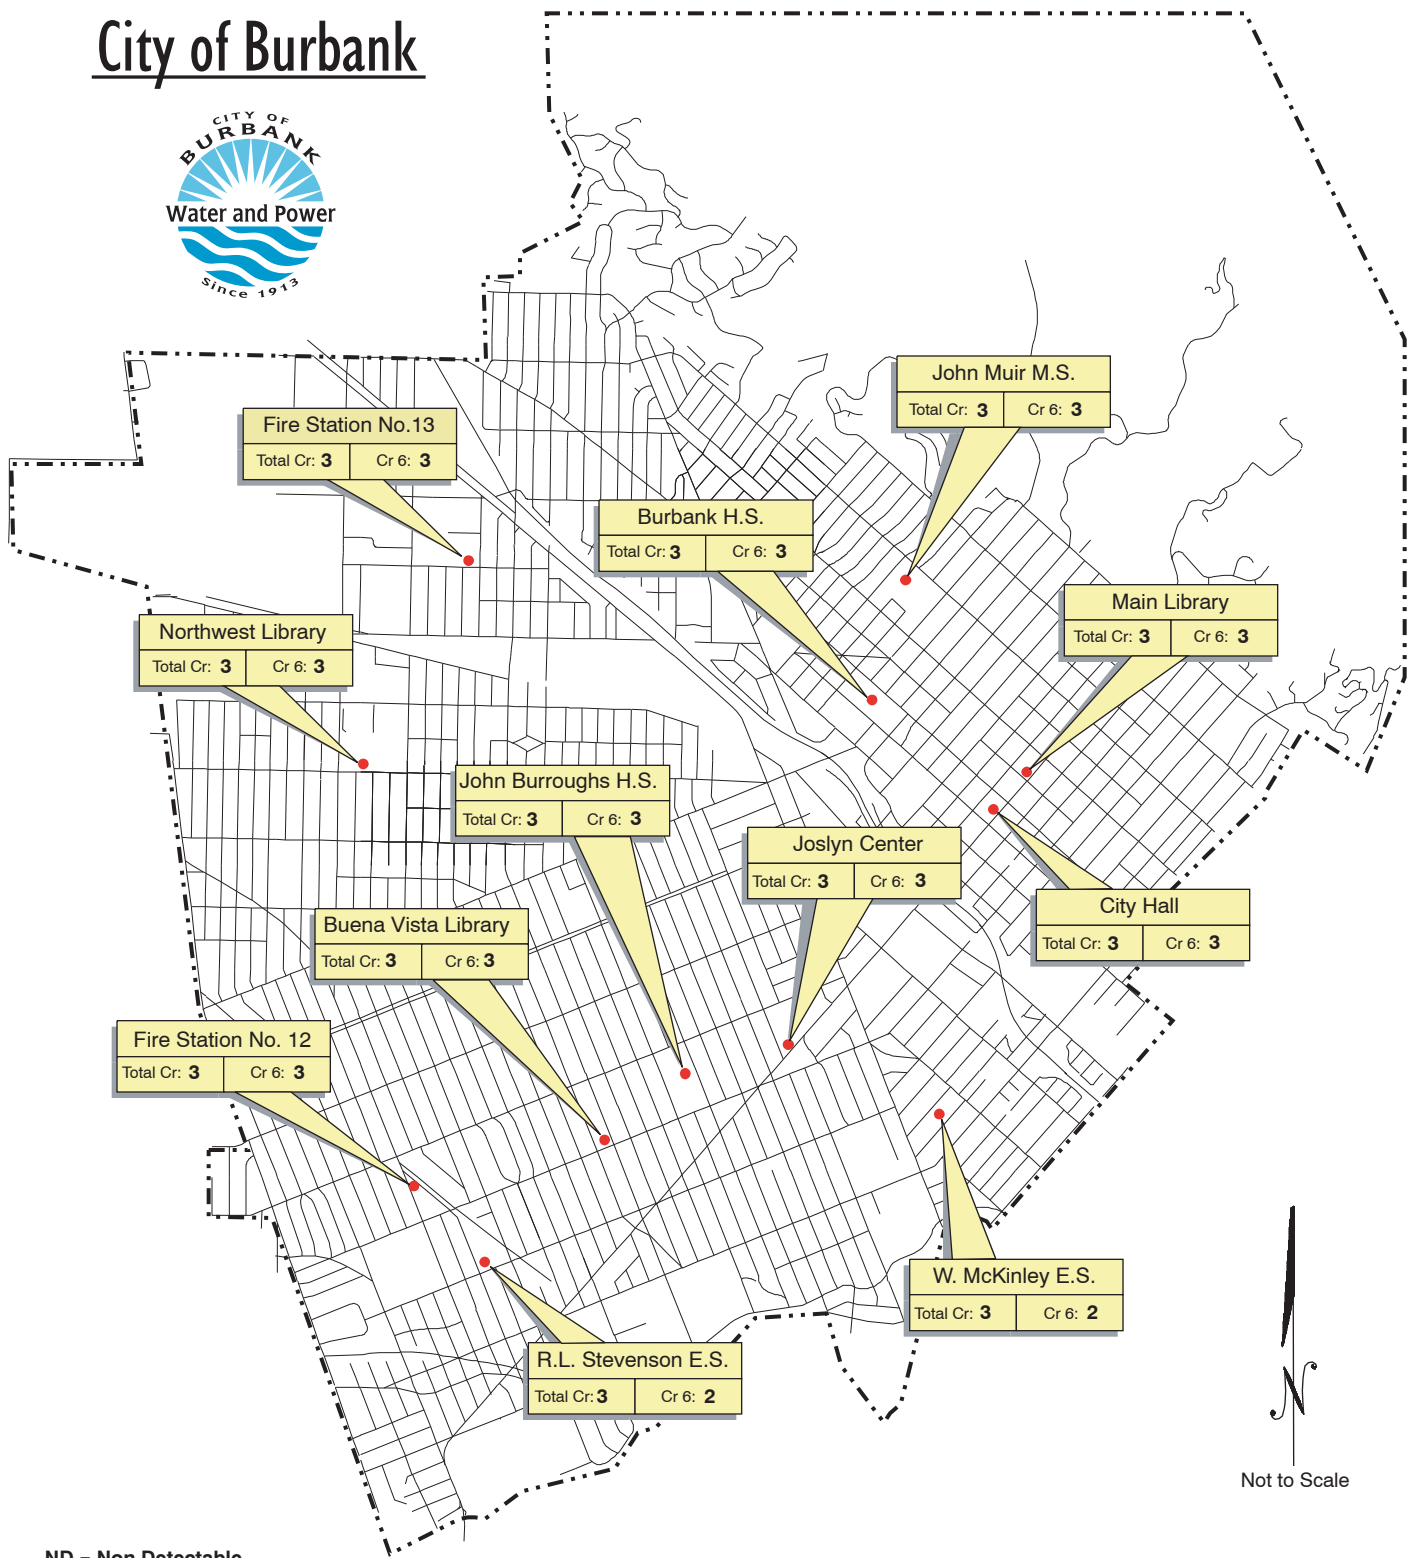 City of Burbank
CITY OF
BURBANK
Water and Power
Since 1913
John Muir M.S.
Total Cr: 3 Cr 6: 3
Fire Station No.13
Total Cr: 3 Cr 6: 3
Burbank H.S.
Total Cr: 3 Cr 6: 3
Main Library
Total Cr: 3 Cr 6: 3
Northwest Library
Total Cr: 3 Cr 6: 3
John Burroughs H.S.
Total Cr: 3 Cr 6: 3
Joslyn Center
Total Cr: 3 Cr 6: 3
City Hall
Total Cr: 3 Cr 6: 3
Buena Vista Library
Total Cr: 3 Cr 6: 3
Fire Station No. 12
Total Cr: 3 Cr 6: 3
W. McKinley E.S.
Total Cr: 3 Cr 6: 2
R.L. Stevenson E.S.
Total Cr: 3 Cr 6: 2
N
Not to Scale
ND = Non Detectable